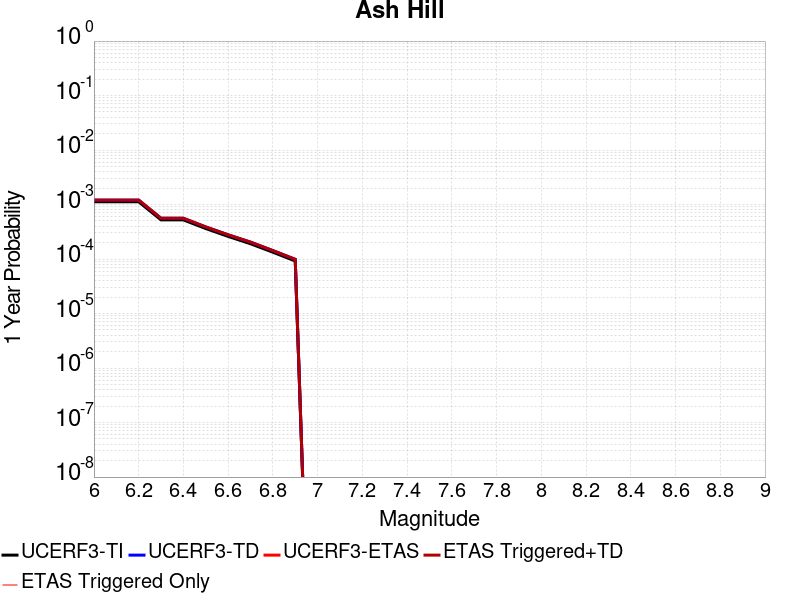 Ash Hill
10^0
10^-1
10^-2
10^-3
10^-4
10^-5
10^-6
10^-7
10^-8
1 Year Probability
6 6.2 6.4 6.6 6.8 7 7.2 7.4 7.6 7.8 8 8.2 8.4 8.6 8.8 9
Magnitude
UCERF3-TI UCERF3-TD UCERF3-ETAS ETAS Triggered+TD
ETAS Triggered Only